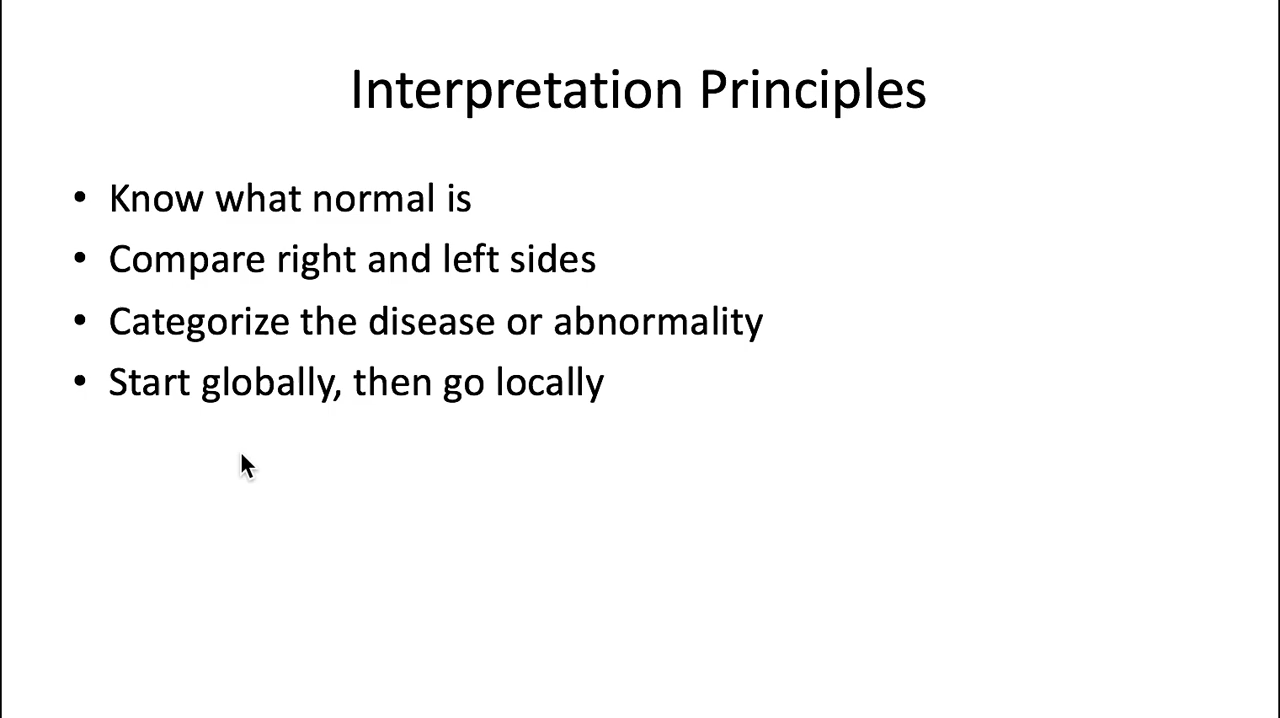 Interpretation Principles
• Know what normal is
• Compare right and left sides
• Categorize the disease or abnormality
• Start globally, then go locally